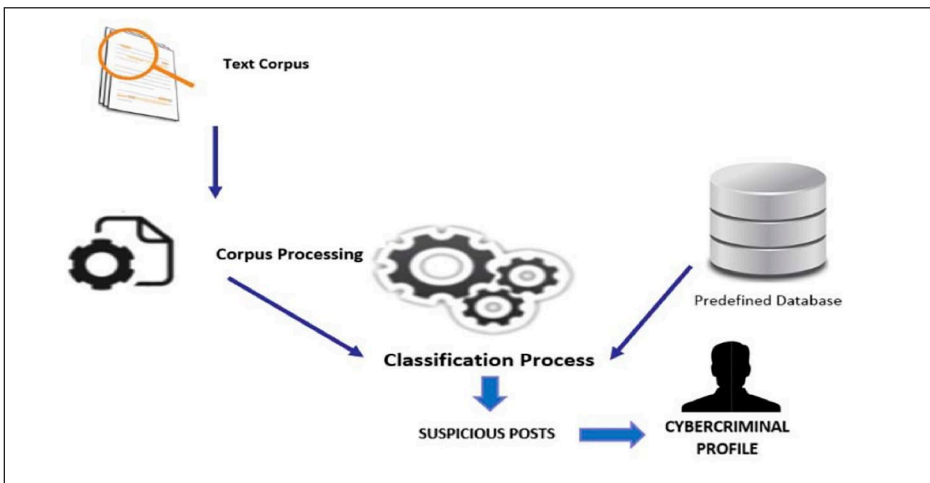 Text Corpus
Corpus Processing
Predefined Database
Classification Process
SUSPICIOUS POSTS
CYBERCRIMINAL
PROFILE